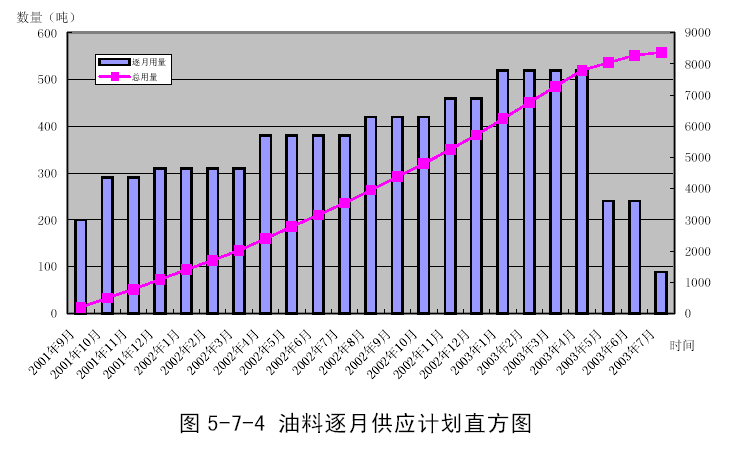 数量（吨）
600
500
400
300
200
100
0
逐月用量
总用量
9000
8000
7000
6000
5000
4000
3000
2000
1000
0
2001年9月
2001年10月
2001年11月
2001年12月
2002年1月
2002年2月
2002年3月
2002年4月
2002年5月
2002年6月
2002年7月
2002年8月
2002年9月
2002年10月
2002年11月
2002年12月
2003年1月
2003年2月
2003年3月
2003年4月
2003年5月
2003年6月
2003年7月
时间
图 5-7-4 油料逐月供应计划直方图